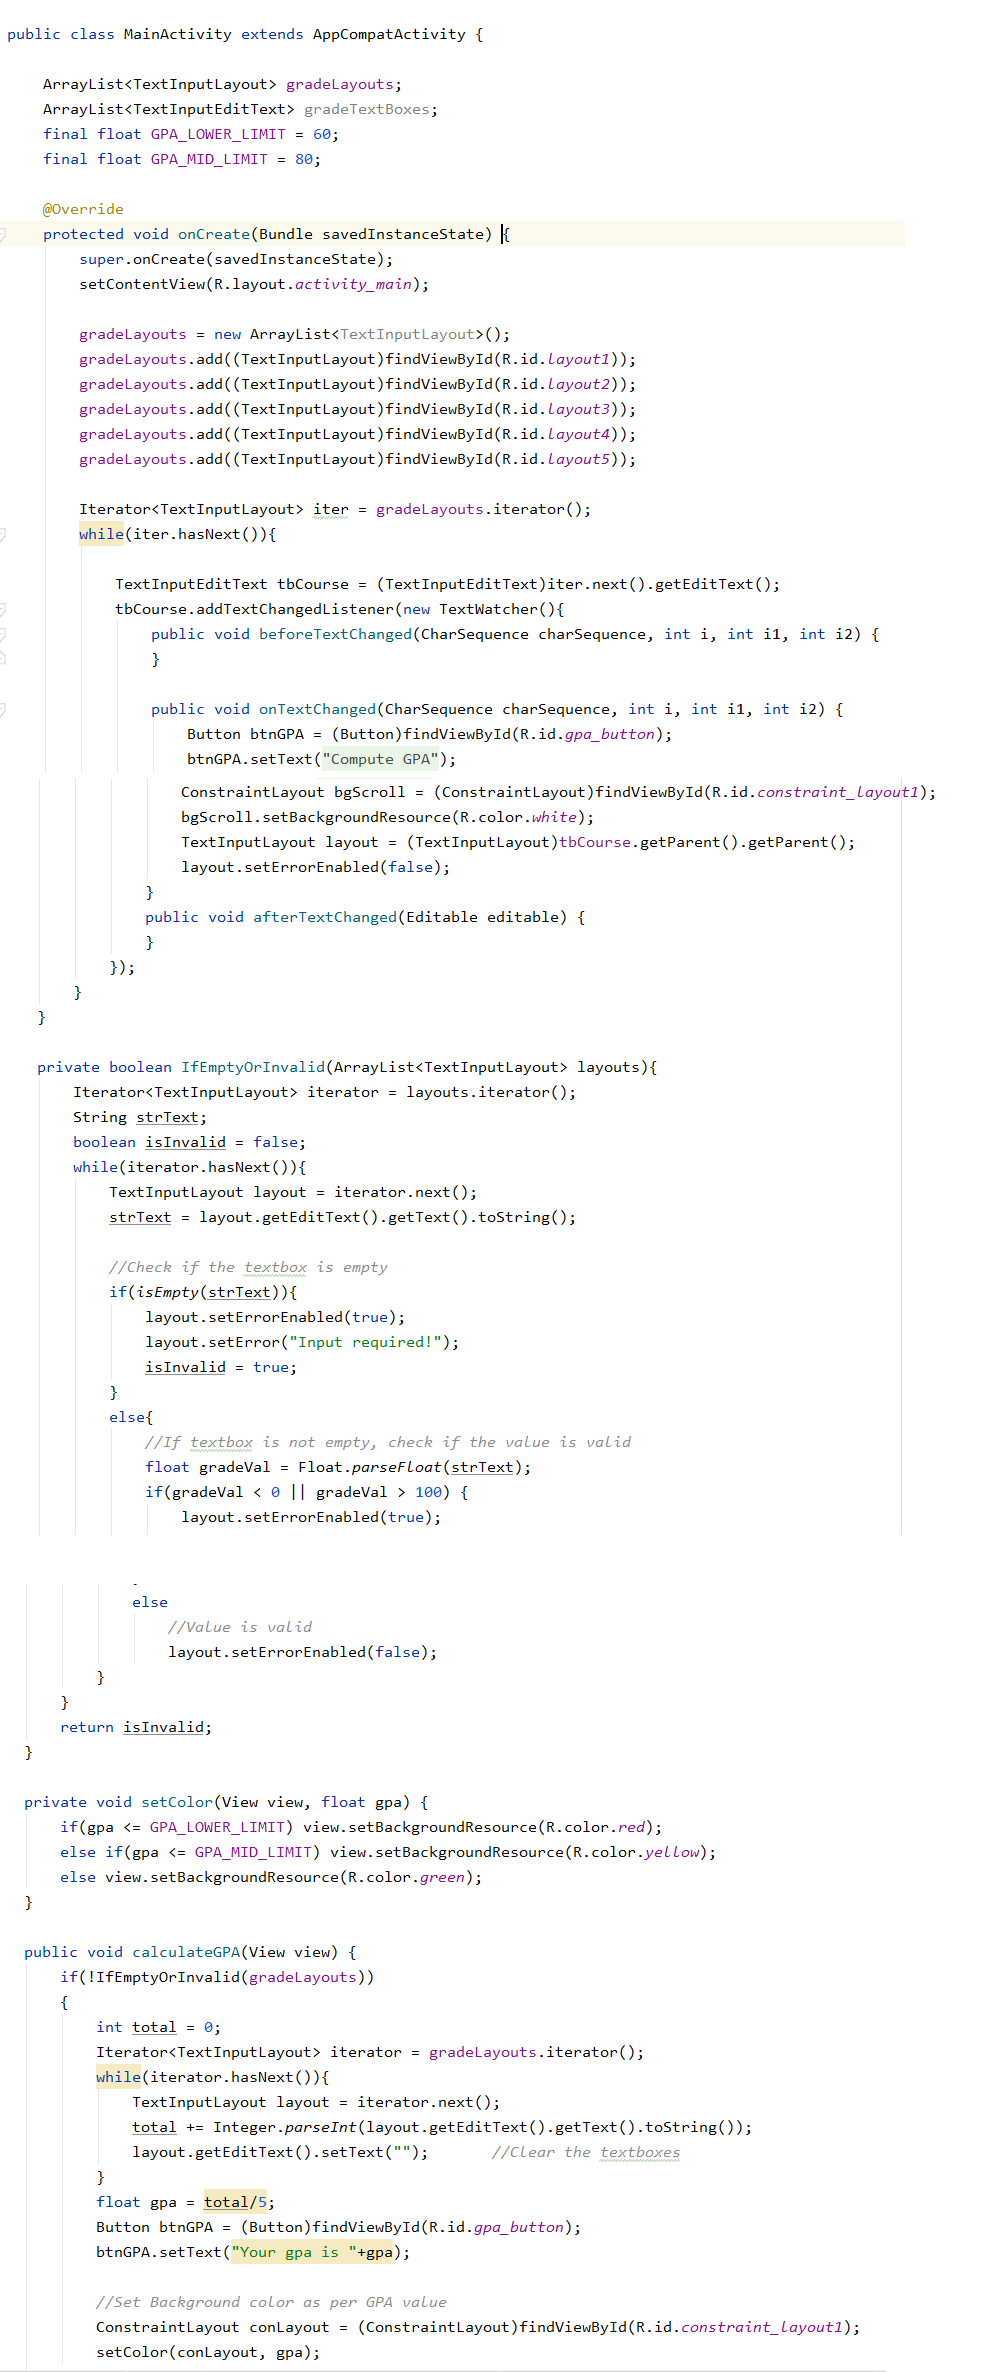 public class MainActivity extends AppCompatActivity {
ArrayList<TextInputLayout> gradeLayouts;
ArrayList<TextInputEditText> gradeTextBoxes;
final float GPA_LOWER_LIMIT = 60;
final float GPA_MID_LIMIT = 80;
@Override
protected void onCreate(Bundle savedInstanceState) {
super.onCreate(savedInstanceState);
setContentView(R.layout.activity_main);
gradeLayouts = new ArrayList<TextInputLayout>();
gradeLayouts.add((TextInputLayout)findViewById(R.id.layout1));
gradeLayouts.add((TextInputLayout)findViewById(R.id.layout2));
gradeLayouts.add((TextInputLayout)findViewById(R.id.layout3));
gradeLayouts.add((TextInputLayout)findViewById(R.id.layout4));
gradeLayouts.add((TextInputLayout)findViewById(R.id.layout5));
Iterator<TextInputLayout> iter = gradeLayouts.iterator();
while(iter.hasNext()){
TextInputEditText tbCourse = (TextInputEditText)iter.next().getEditText();
tbCourse.addTextChangedListener(new TextWatcher(){
public void beforeTextChanged(CharSequence charSequence, int i, int i1, int i2) {
}
public void onTextChanged(CharSequence charSequence, int i, int i1, int i2) {
Button btnGPA = (Button)findViewById(R.id.gpa_button);
btnGPA.setText("Compute GPA");
ConstraintLayout bgScroll = (ConstraintLayout)findViewById(R.id.constraint_layout1);
bgScroll.setBackgroundResource(R.color.white);
TextInputLayout layout = (TextInputLayout)tbCourse.getParent().getParent();
layout.setErrorEnabled(false);
}
public void afterTextChanged(Editable editable) {
}
});
}
}
private boolean IfEmptyOrInvalid(ArrayList<TextInputLayout> layouts){
Iterator<TextInputLayout> iterator = layouts.iterator();
String strText;
boolean isInvalid = false;
while(iterator.hasNext()){
TextInputLayout layout = iterator.next();
strText = layout.getEditText().getText().toString();
//Check if the textbox is empty
if(isEmpty(strText)){
layout.setErrorEnabled(true);
layout.setError("Input required!");
isInvalid = true;
}
else{
//If textbox is not empty, check if the value is valid
float gradeVal = Float.parseFloat(strText);
if(gradeVal < 0 || gradeVal > 100) {
layout.setErrorEnabled(true);
else
//Value is valid
layout.setErrorEnabled(false);
}
}
return isInvalid;
}
private void setColor(View view, float gpa) {
if(gpa <= GPA_LOWER_LIMIT) view.setBackgroundResource(R.color.red);
else if(gpa <= GPA_MID_LIMIT) view.setBackgroundResource(R.color.yellow);
else view.setBackgroundResource(R.color.green);
}
public void calculateGPA(View view) {
if(!IfEmptyOrInvalid(gradeLayouts))
{
int total = 0;
Iterator<TextInputLayout> iterator = gradeLayouts.iterator();
while(iterator.hasNext()){
TextInputLayout layout = iterator.next();
total += Integer.parseInt(layout.getEditText().getText().toString());
layout.getEditText().setText(""); //Clear the textboxes
}
float gpa = total/5;
Button btnGPA = (Button)findViewById(R.id.gpa_button);
btnGPA.setText("Your gpa is "+gpa);
//Set Background color as per GPA value
ConstraintLayout conLayout = (ConstraintLayout)findViewById(R.id.constraint_layout1);
setColor(conLayout, gpa);